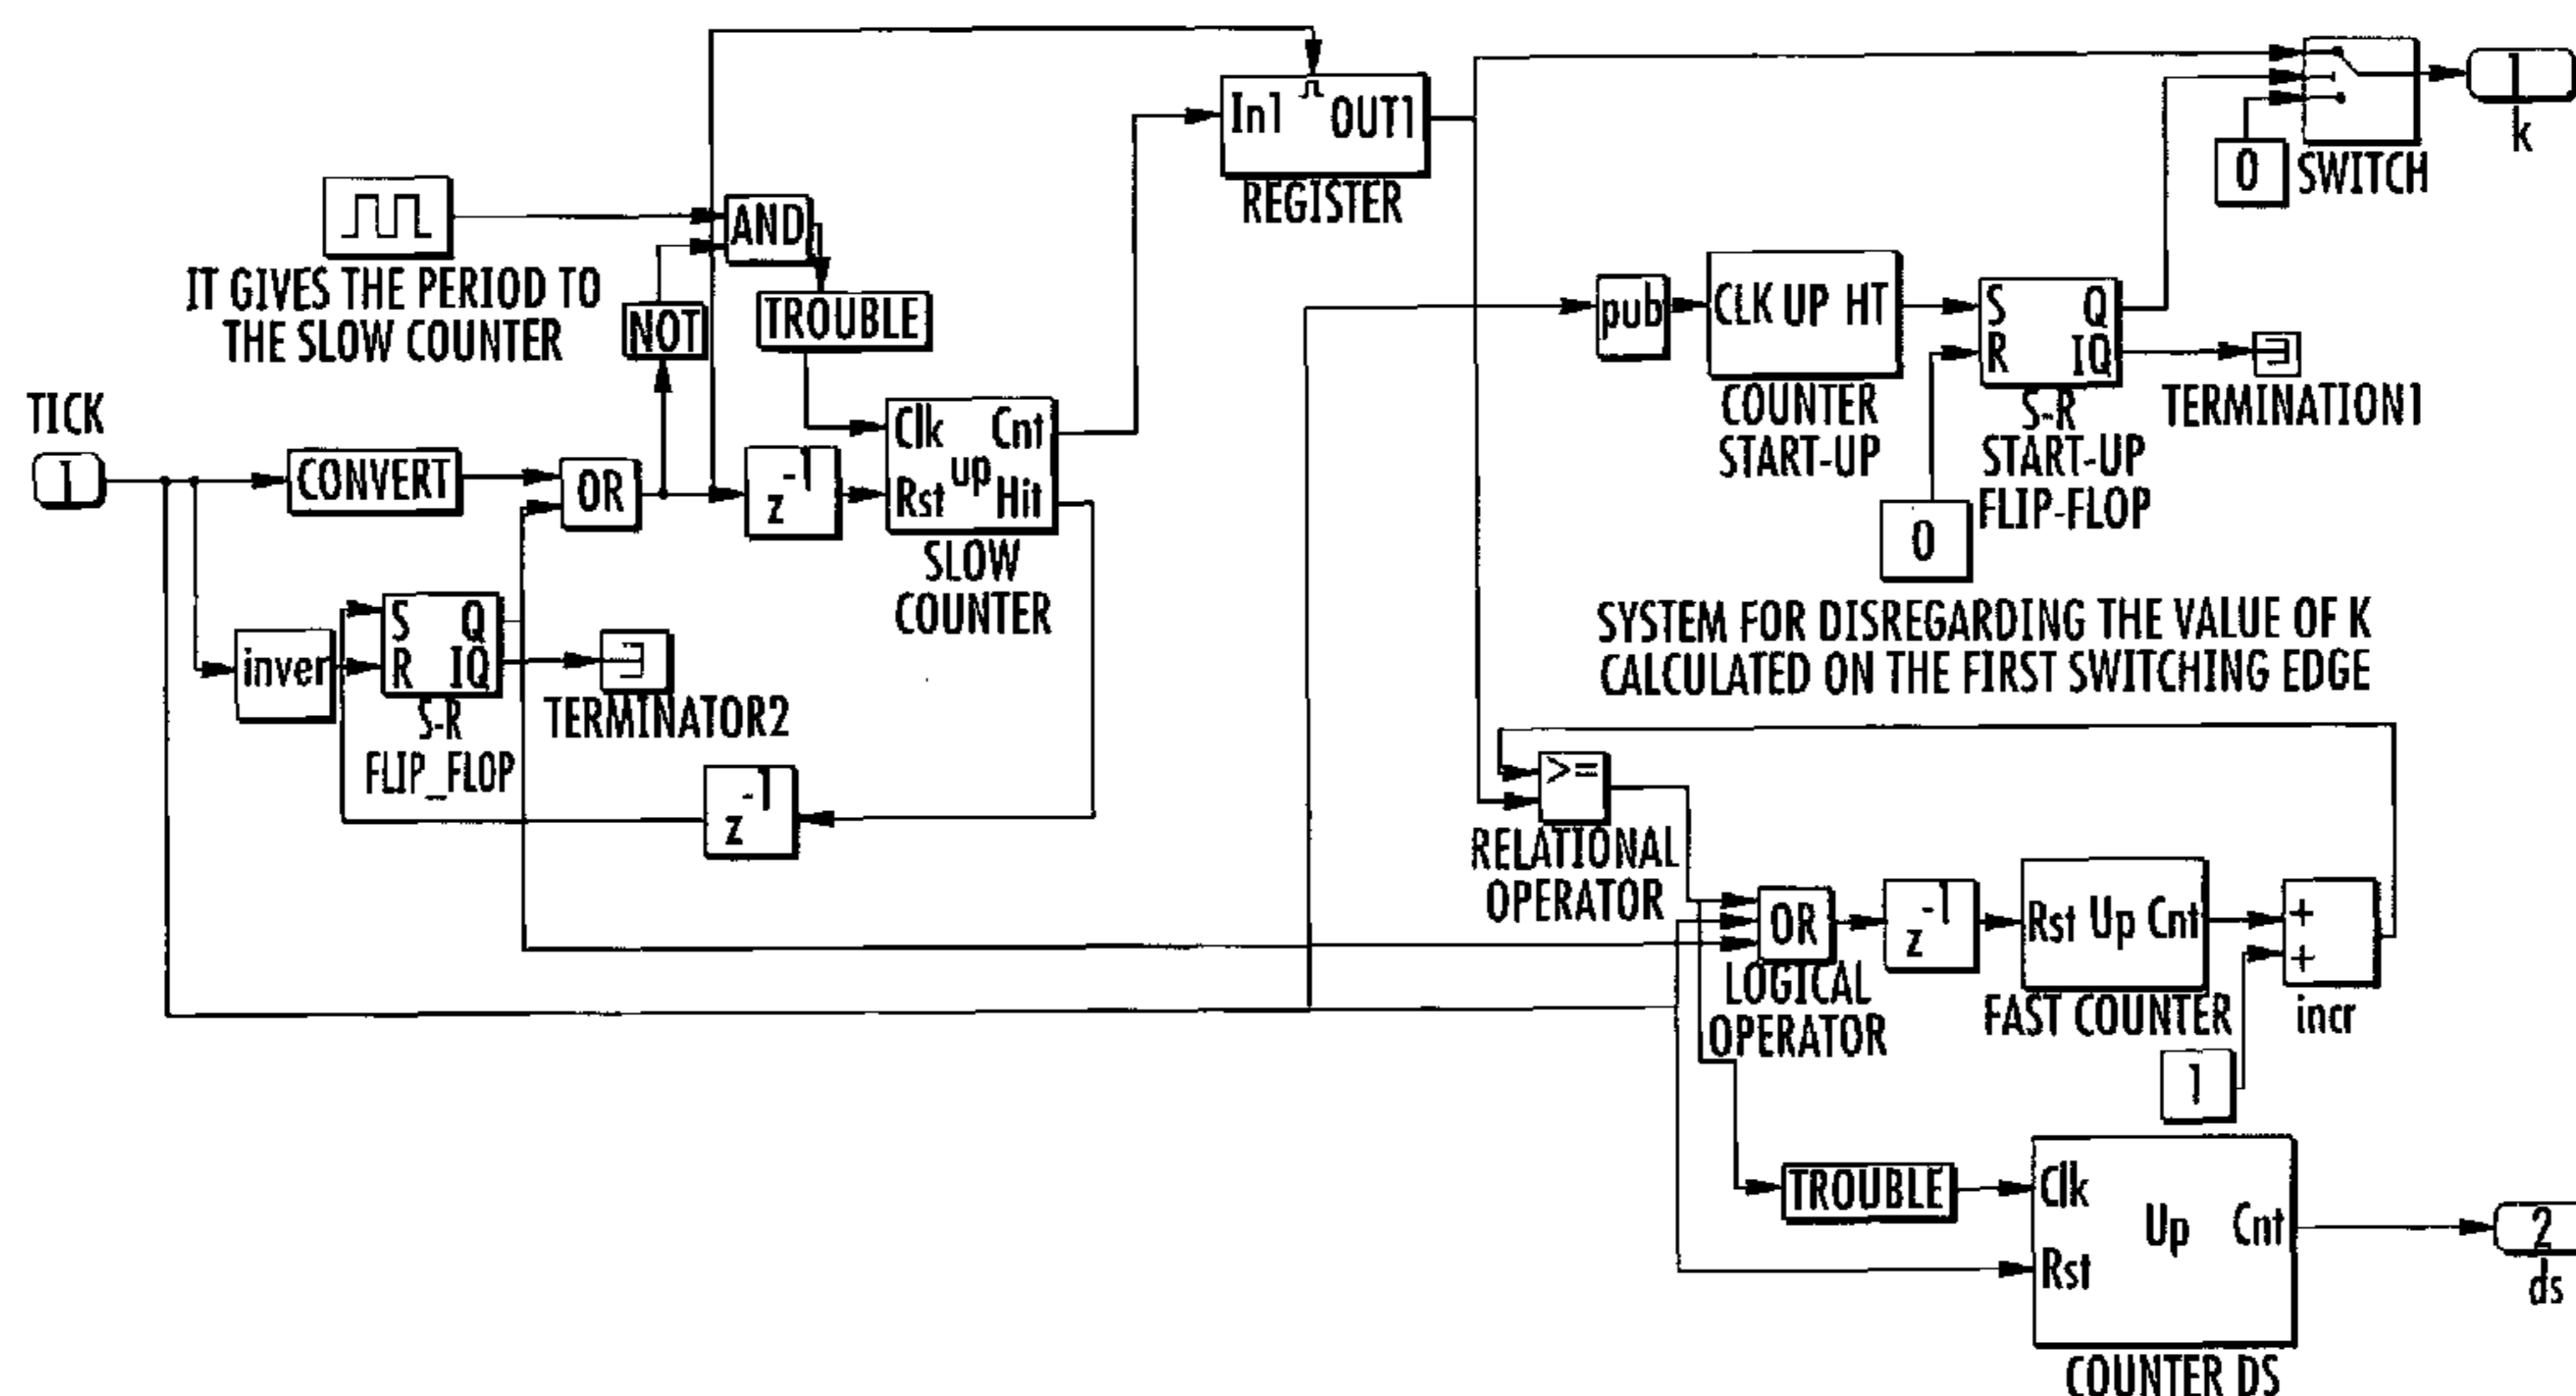 In1
OUT1
REGISTER
1
k
0
SWITCH
AND
IT GIVES THE PERIOD TO
THE SLOW COUNTER
NOT
TROUBLE
pub
CLK UP HT
COUNTER
START-UP
S Q
R IQ
S-R
START-UP
FLIP-FLOP
TERMINATION1
0
TICK
1
CONVERT
OR
z-1
Clk Cnt
up
Rst Hit
SLOW
COUNTER
inver
S Q
R IQ
S-R
FLIP_FLOP
TERMINATOR2
z-1
SYSTEM FOR DISREGARDING THE VALUE OF K
CALCULATED ON THE FIRST SWITCHING EDGE
>=
RELATIONAL
OPERATOR
OR
LOGICAL
OPERATOR
z-1
Rst Up Cnt
FAST COUNTER
+
+
incr
1
TROUBLE
Clk
Up Cnt
Rst
COUNTER DS
2
ds